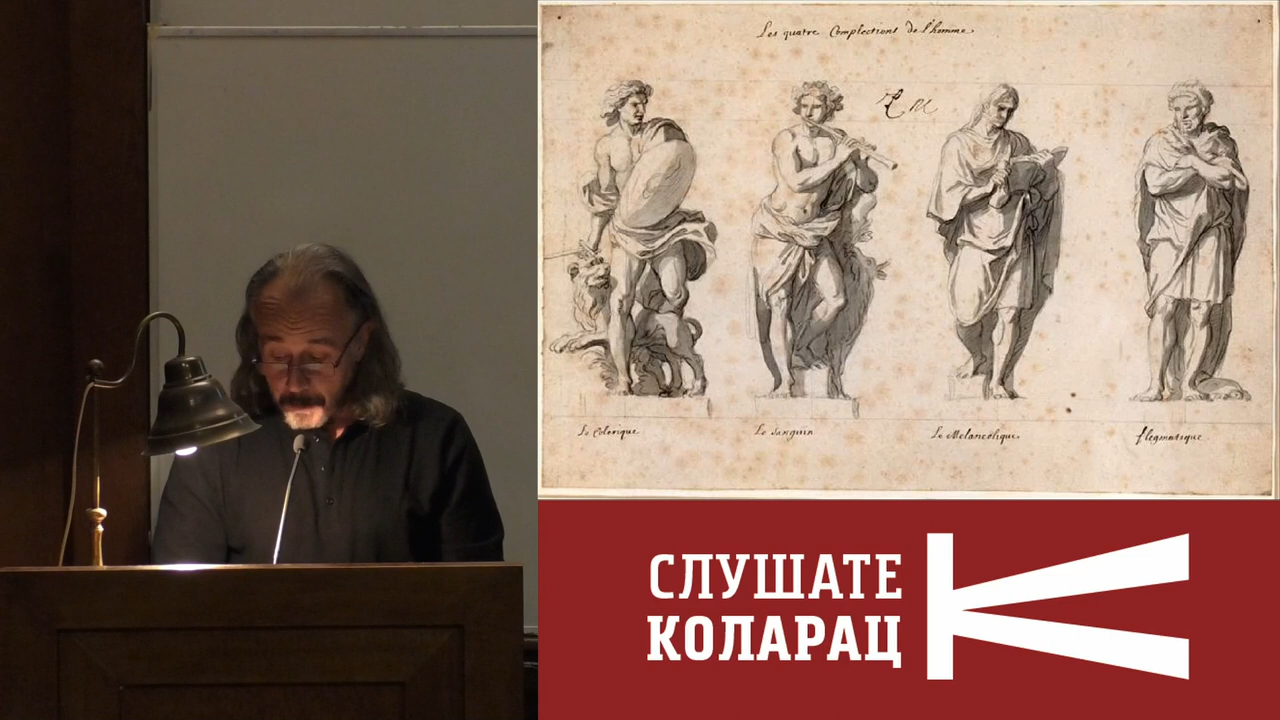 Les quatre Complections de l'homme.
Le Colerique
Le Sanguin
Le Melancolique.
flegmatique
СЛУШАТЕ
КОЛАРАЦ